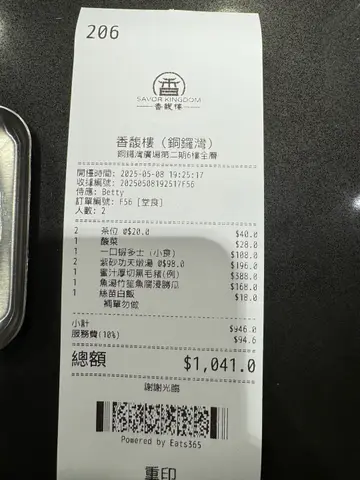 206
香
SAVOR KINGDOM
香馥樓
香馥樓（銅鑼灣）
銅鑼灣廣場第二期6樓全層
開檯時間: 2025-05-08 19:25:17
收據編號: 20250508192517F56
侍應: Betty
訂單編號: F56 [堂食]
人數: 2
2 茶位 @$20.0 $40.0
1 酸菜 $28.0
1 一口蝦多士 (小食) $108.0
2 紫砂功夫燉湯 @$98.0 $196.0
1 蜜汁厚切黑毛豬(例) $388.0
1 魚湯竹笙魚腐浸勝瓜 $168.0
1 絲苗白飯 $18.0
補單勿做
小計 $946.0
服務費(10%) $94.6
總額 $1,041.0
謝謝光臨
Powered by Eats365
重印